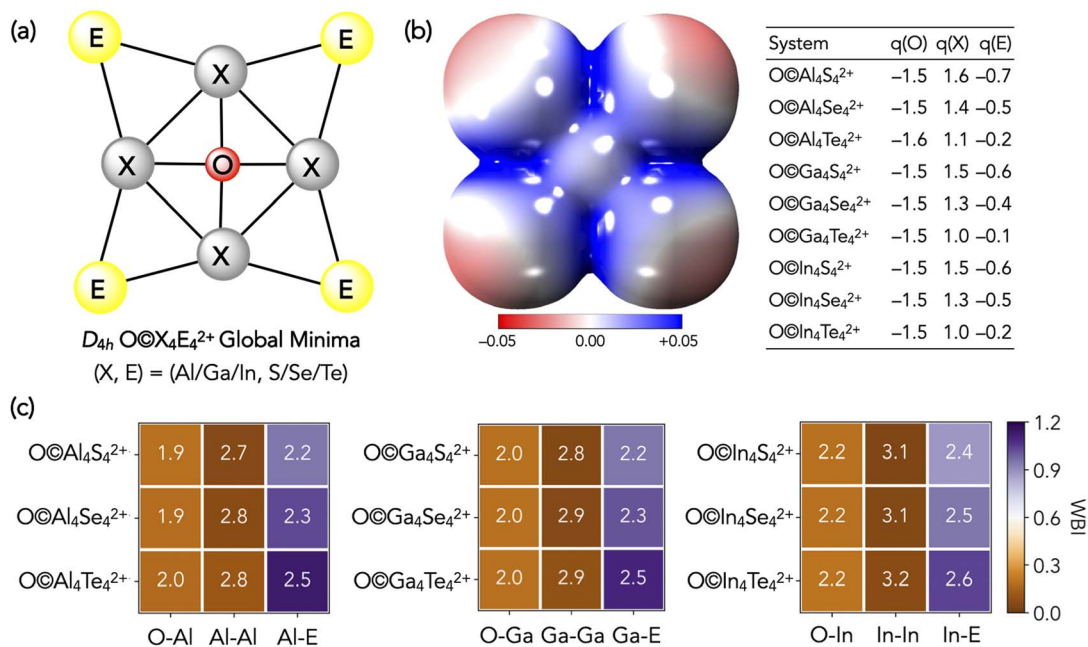 (a)
E
E
X
X
O
X
X
E
E
D₄ₕ O©X₄E₄²⁺ Global Minima
(X, E) = (Al/Ga/In, S/Se/Te)
(b)
−0.05 0.00 +0.05
System q(O) q(X) q(E)
O©Al₄S₄²⁺ −1.5 1.6 −0.7
O©Al₄Se₄²⁺ −1.5 1.4 −0.5
O©Al₄Te₄²⁺ −1.6 1.1 −0.2
O©Ga₄S₄²⁺ −1.5 1.5 −0.6
O©Ga₄Se₄²⁺ −1.5 1.3 −0.4
O©Ga₄Te₄²⁺ −1.5 1.0 −0.1
O©In₄S₄²⁺ −1.5 1.5 −0.6
O©In₄Se₄²⁺ −1.5 1.3 −0.5
O©In₄Te₄²⁺ −1.5 1.0 −0.2
(c)
O©Al₄S₄²⁺ 1.9 2.7 2.2
O©Al₄Se₄²⁺ 1.9 2.8 2.3
O©Al₄Te₄²⁺ 2.0 2.8 2.5
O-Al Al-Al Al-E
O©Ga₄S₄²⁺ 2.0 2.8 2.2
O©Ga₄Se₄²⁺ 2.0 2.9 2.3
O©Ga₄Te₄²⁺ 2.0 2.9 2.5
O-Ga Ga-Ga Ga-E
O©In₄S₄²⁺ 2.2 3.1 2.4
O©In₄Se₄²⁺ 2.2 3.1 2.5
O©In₄Te₄²⁺ 2.2 3.2 2.6
O-In In-In In-E
1.2
0.9
0.6
0.3
0.0
WBI